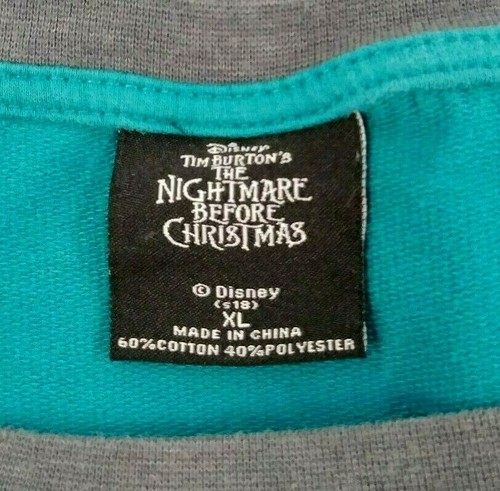 Disney
TIM BURTON'S
THE
NIGHTMARE
BEFORE
CHRISTMAS
© Disney
(s18)
XL
MADE IN CHINA
60%COTTON 40%POLYESTER